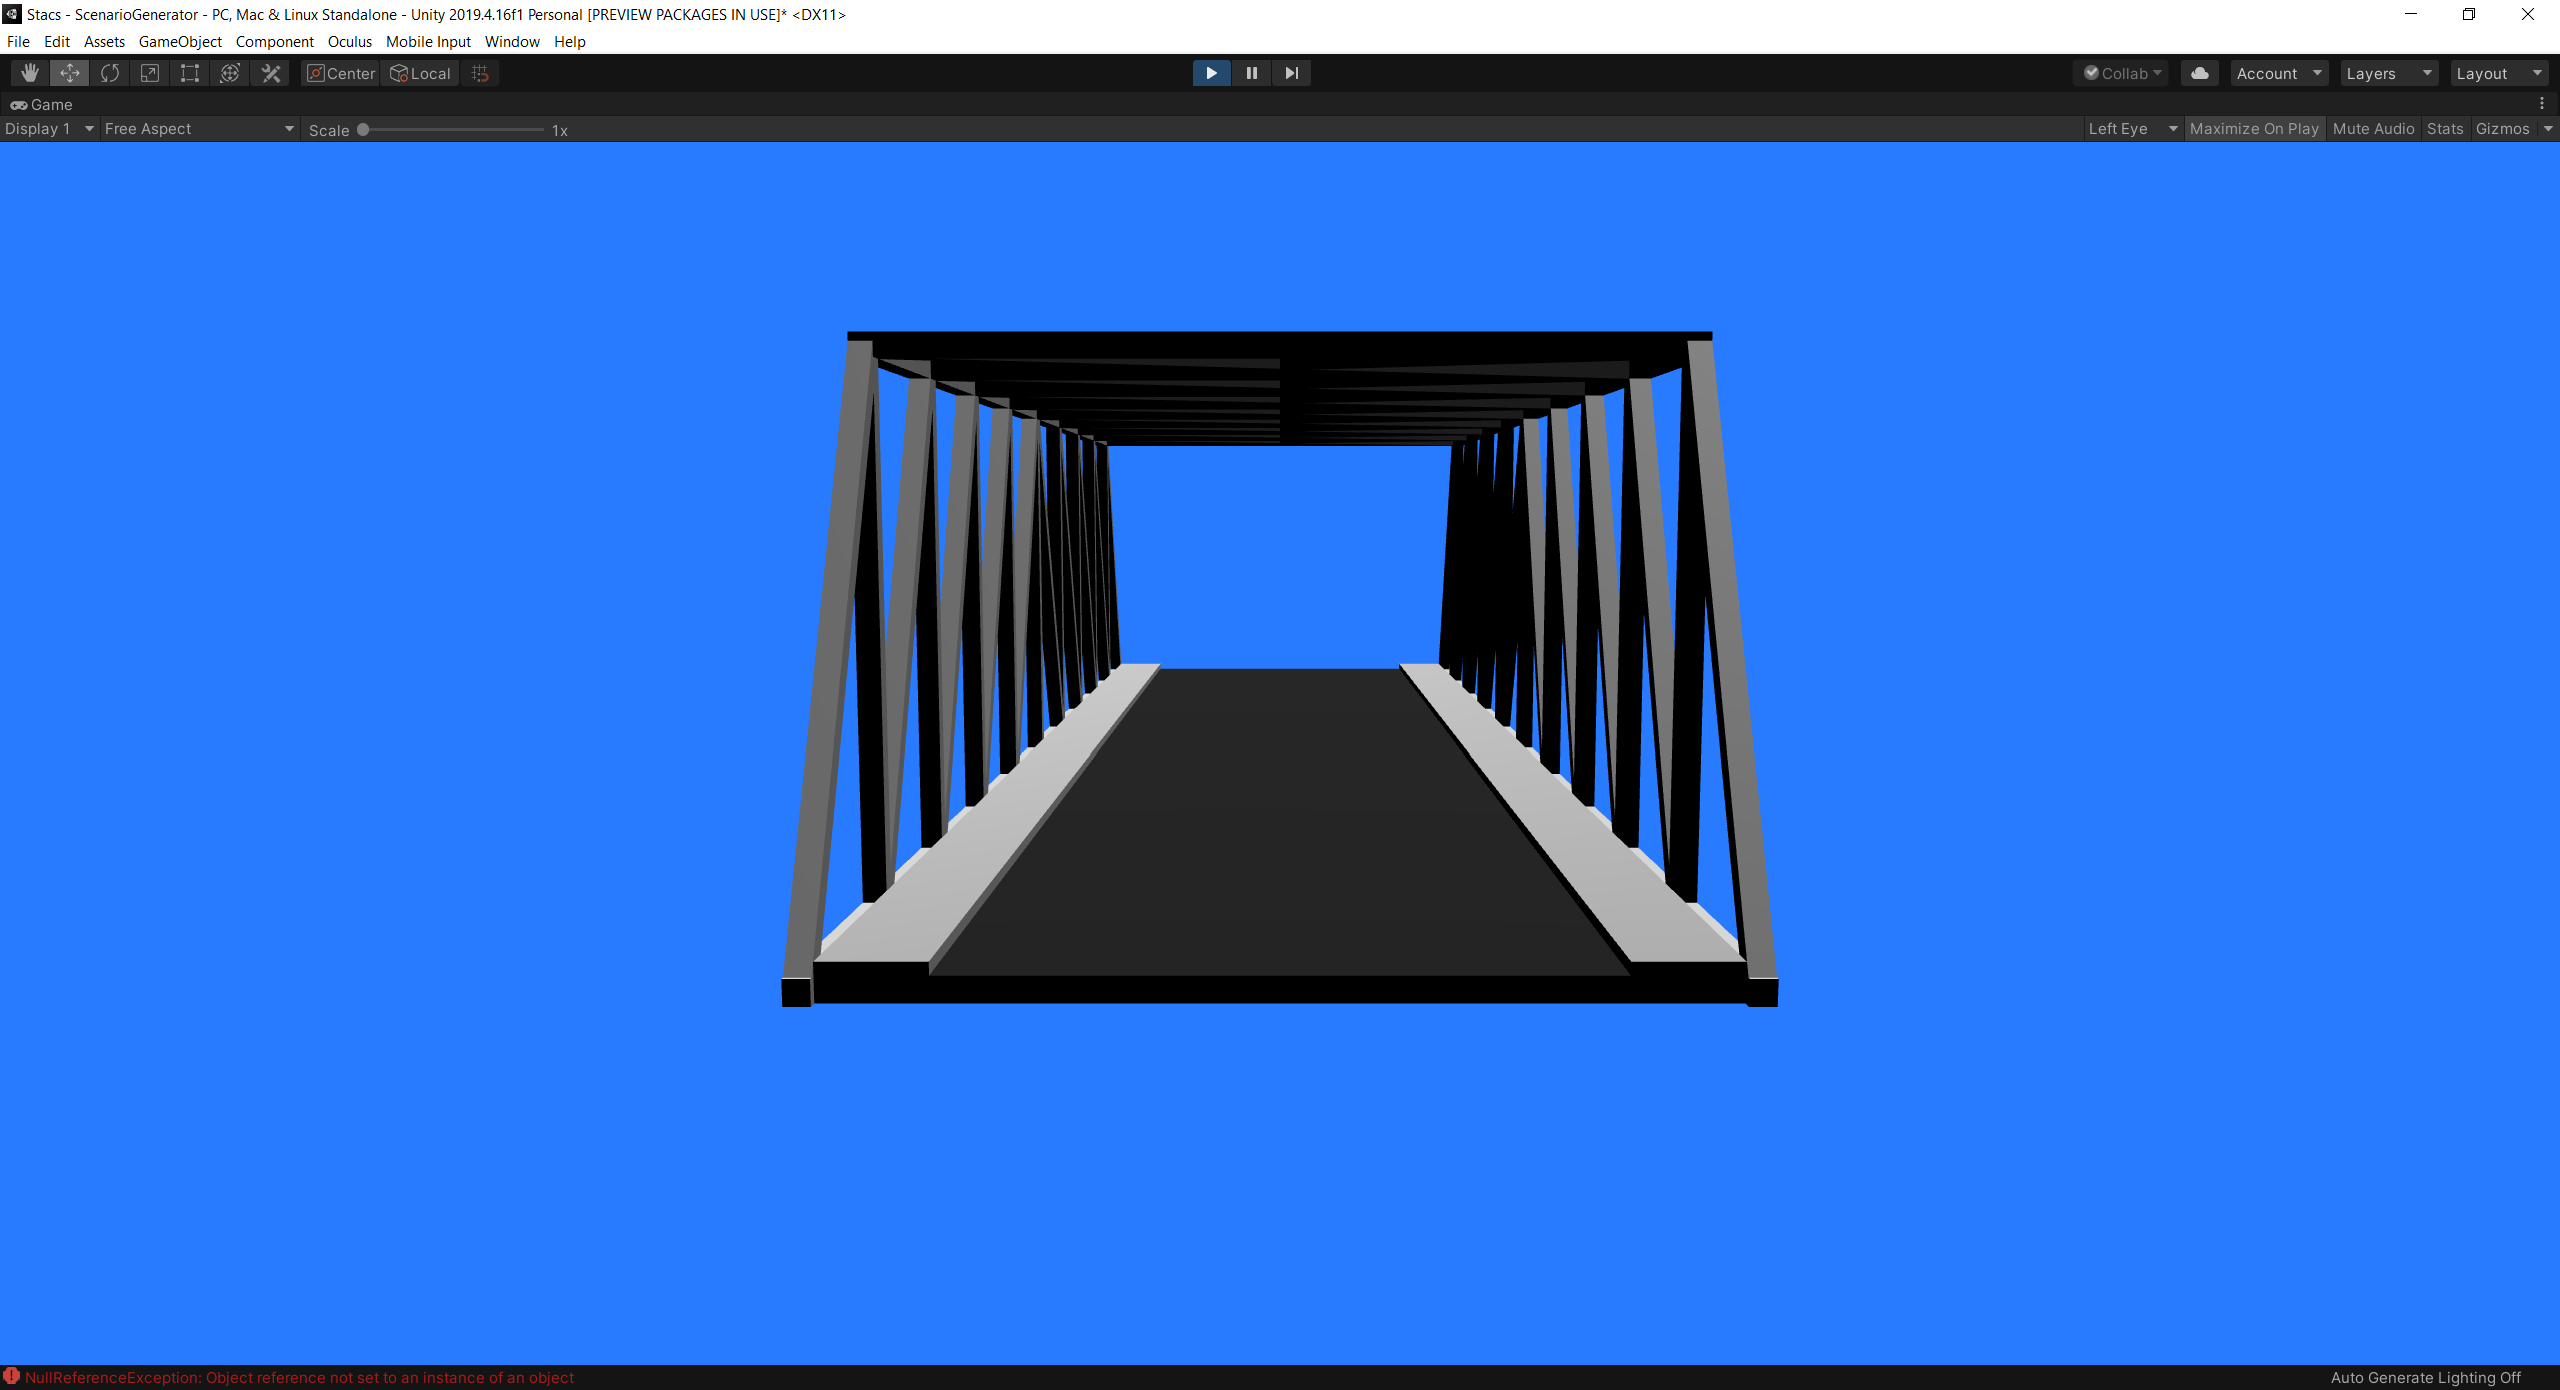 Stacs - ScenarioGenerator - PC, Mac & Linux Standalone - Unity 2019.4.16f1 Personal [PREVIEW PACKAGES IN USE]* <DX11>
File Edit Assets GameObject Component Oculus Mobile Input Window Help
Center Local Collab Account Layers Layout
Game
Display 1 Free Aspect Scale 1x Left Eye Maximize On Play Mute Audio Stats Gizmos
NullReferenceException: Object reference not set to an instance of an object Auto Generate Lighting Off